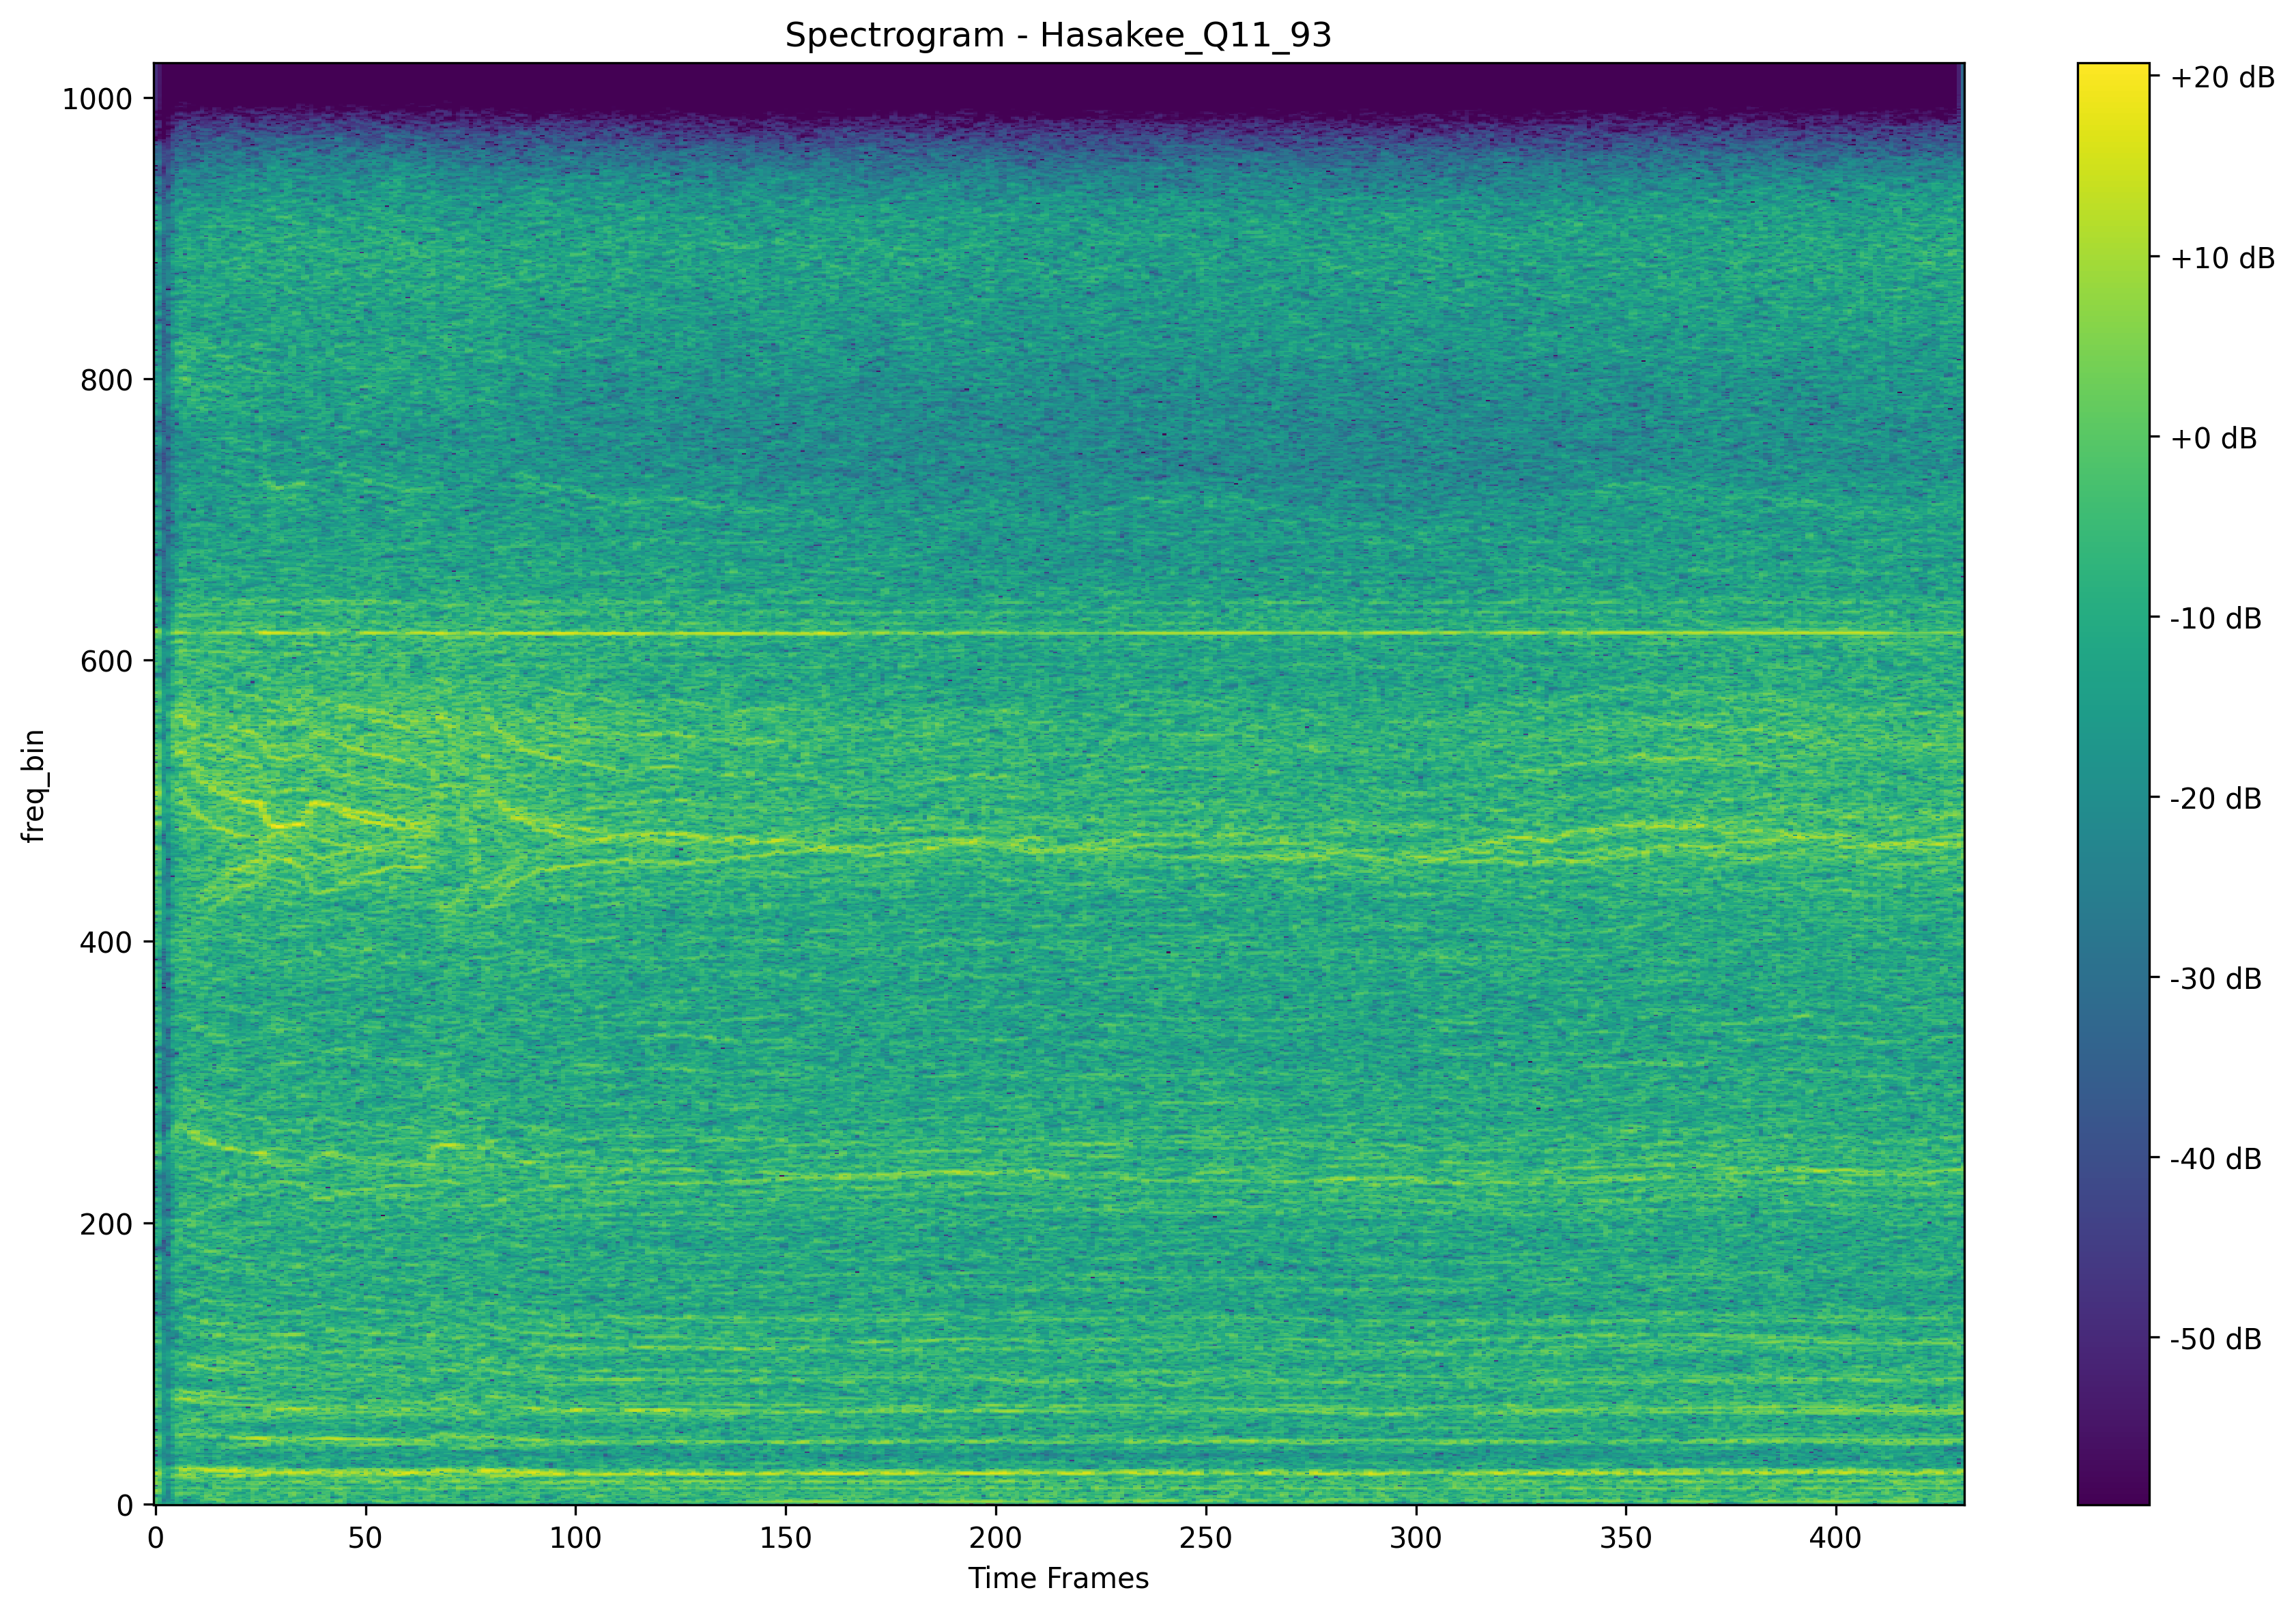 Spectrogram - Hasakee_Q11_93
+20 dB
+10 dB
+0 dB
-10 dB
-20 dB
-30 dB
-40 dB
-50 dB
freq_bin
1000
800
600
400
200
0
0 50 100 150 200 250 300 350 400
Time Frames